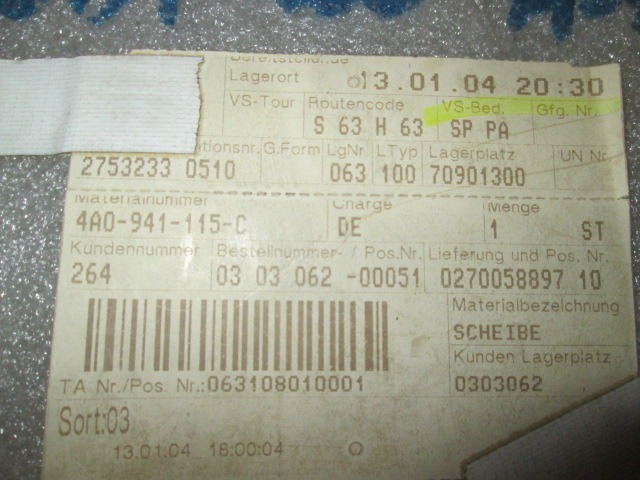 Lagerort 13.01.04 20:30
VS-Tour Routencode VS-Bed. Gfg. Nr.
S 63 H 63 SP PA
G.Form LgNr LTyp Lagerplatz UN Nr.
2753233 0510 063 100 70901300
Materialnummer Charge Menge
4A0-941-115-C DE 1 ST
Kundennummer Bestellnummer- / Pos.Nr. Lieferung und Pos. Nr.
264 03 03 062 -00051 0270058897 10
Materialbezeichnung
SCHEIBE
Kunden Lagerplatz
TA Nr./Pos. Nr.:063108010001 0303062
Sort:03
13.01.04 18:00:04